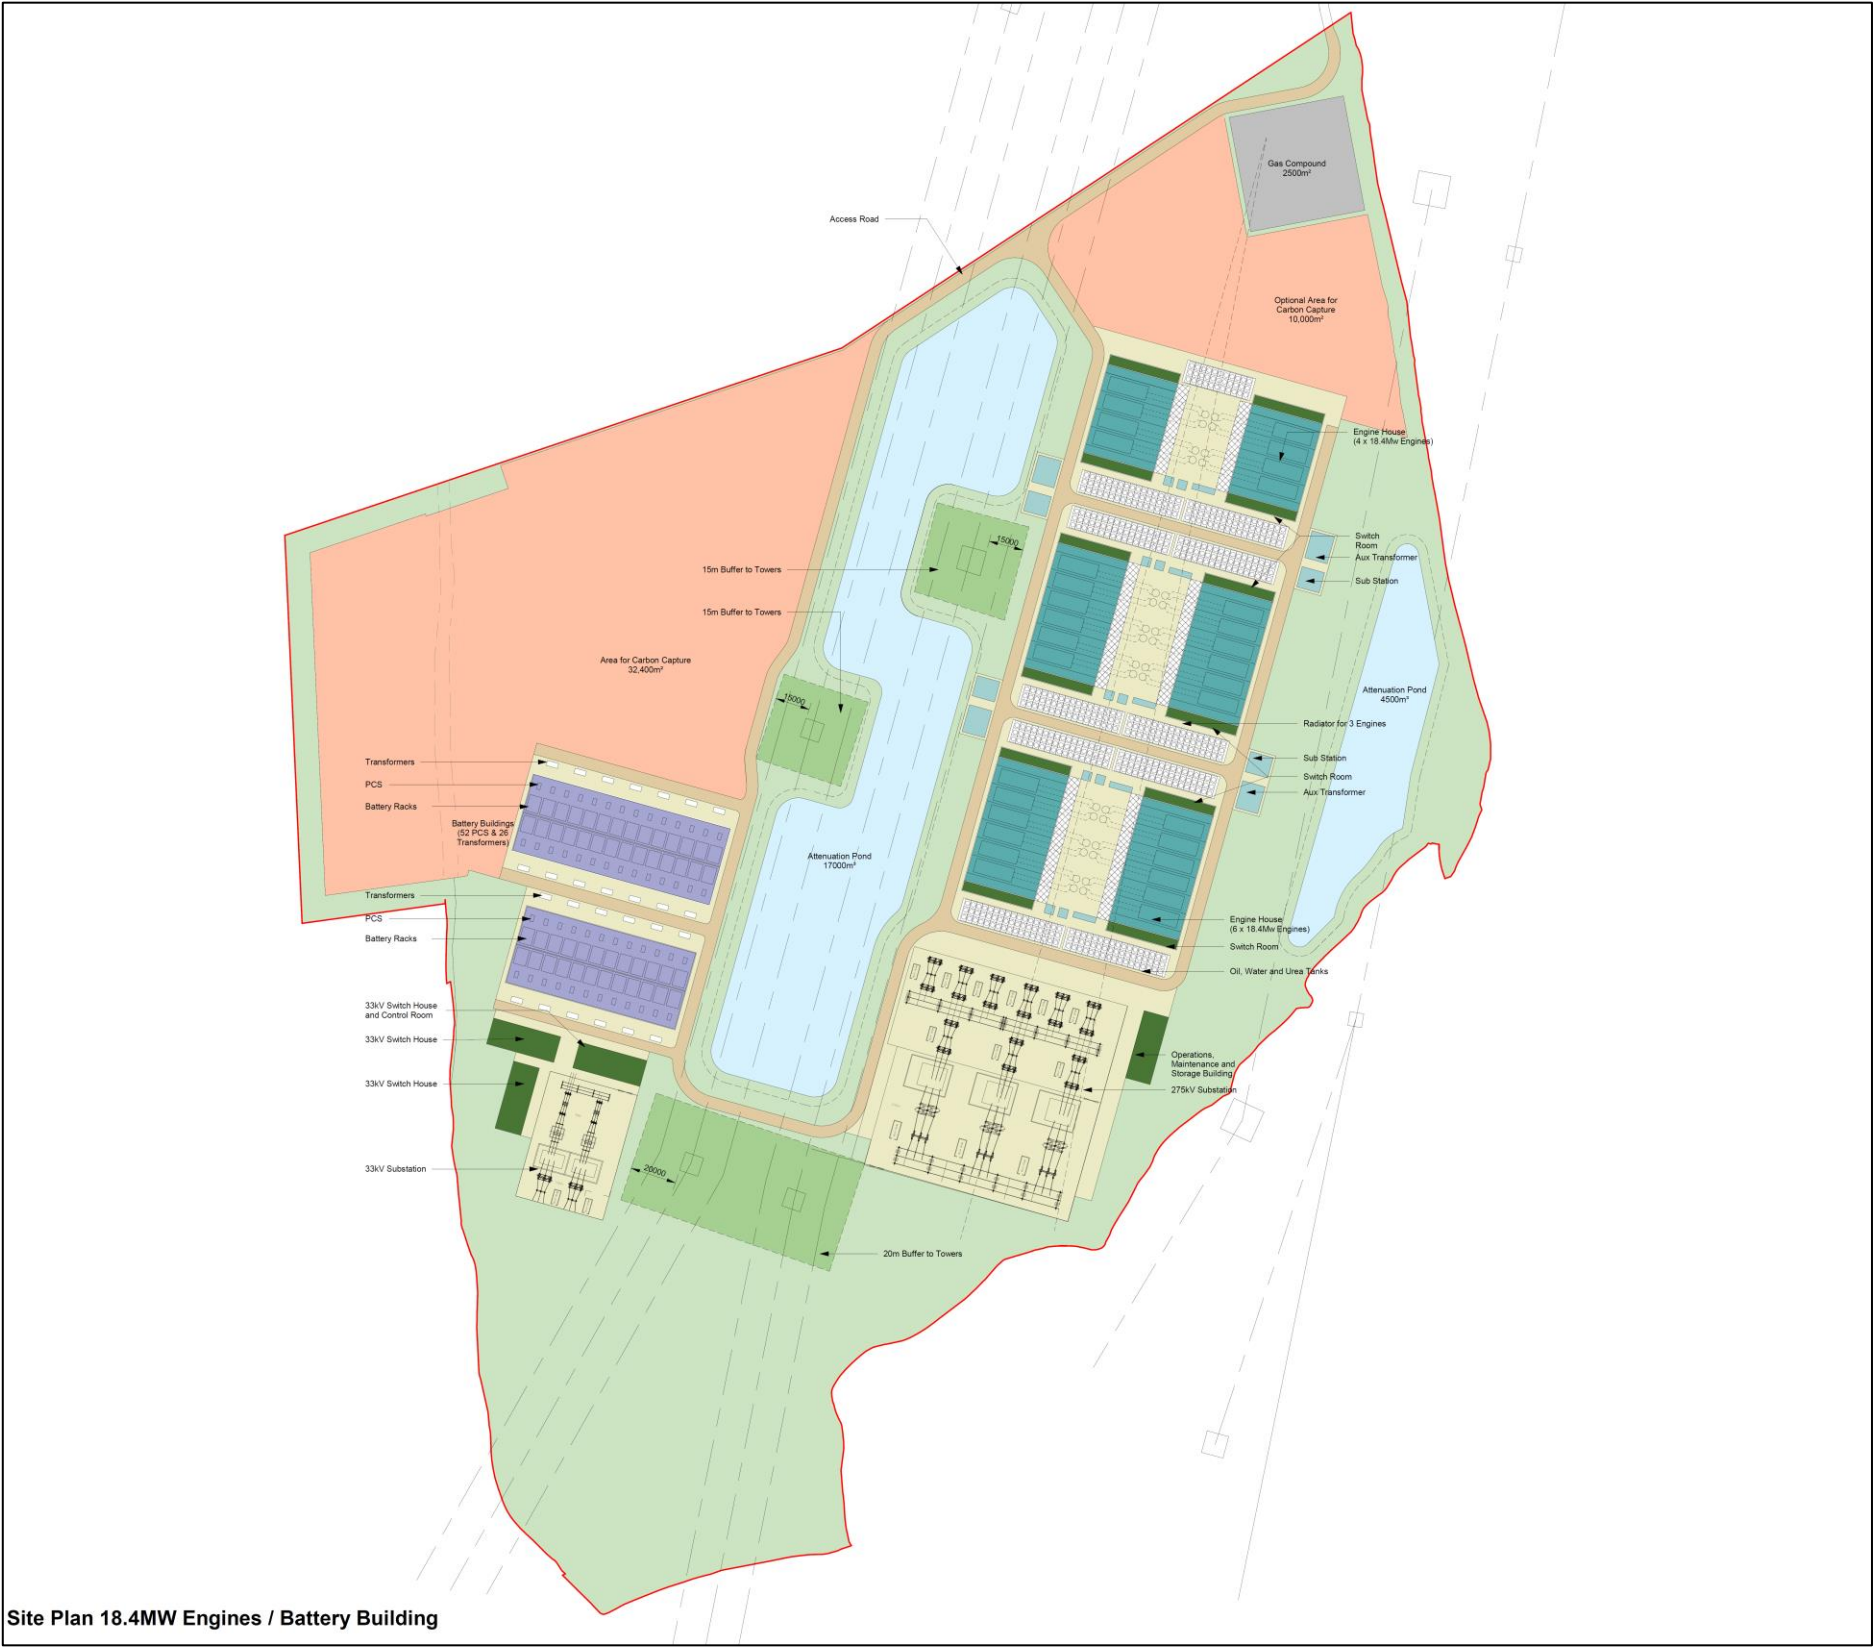 Gas Compound
2500m²
Access Road
Optional Area for
Carbon Capture
10,000m²
Engine House
(4 x 18.4Mw Engines)
15000
Switch
Room
Aux Transformer
15m Buffer to Towers
Sub Station
15m Buffer to Towers
Area for Carbon Capture
32,400m²
Attenuation Pond
4500m³
15000
Radiator for 3 Engines
Transformers
Sub Station
PCS
Switch Room
Battery Racks
Aux Transformer
Battery Buildings
(52 PCS & 26
Transformers)
Attenuation Pond
17000m³
Transformers
PCS
Engine House
(6 x 18.4Mw Engines)
Battery Racks
Switch Room
Oil, Water and Urea Tanks
33kV Switch House
and Control Room
33kV Switch House
Operations,
Maintenance and
Storage Building
33kV Switch House
275kV Substation
33kV Substation
20000
20m Buffer to Towers
Site Plan 18.4MW Engines / Battery Building